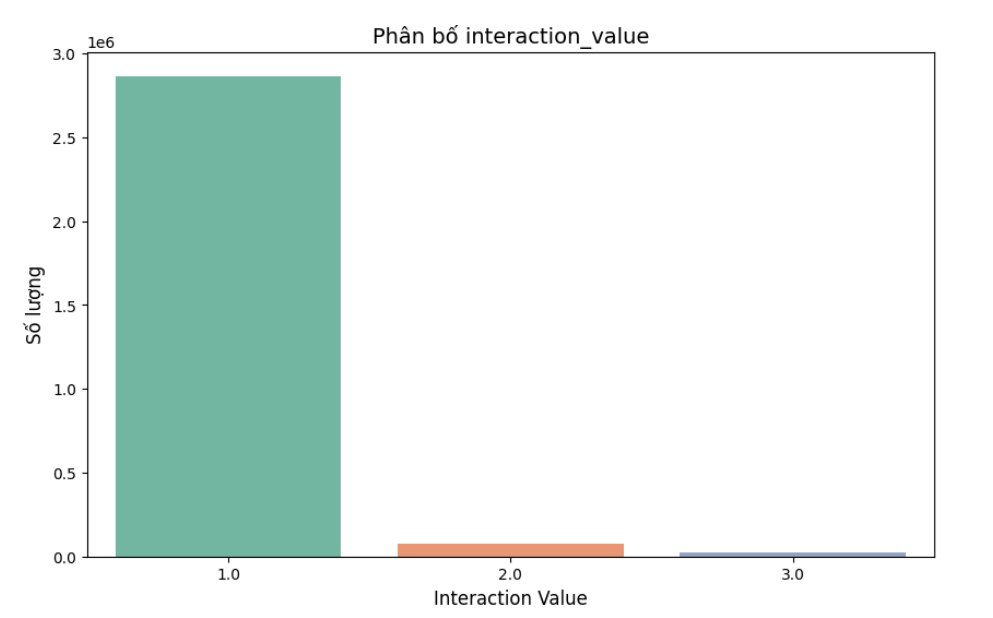 Phân bố interaction_value
1e6
3.0
2.5
2.0
1.5
1.0
0.5
0.0
Số lượng
1.0 2.0 3.0
Interaction Value